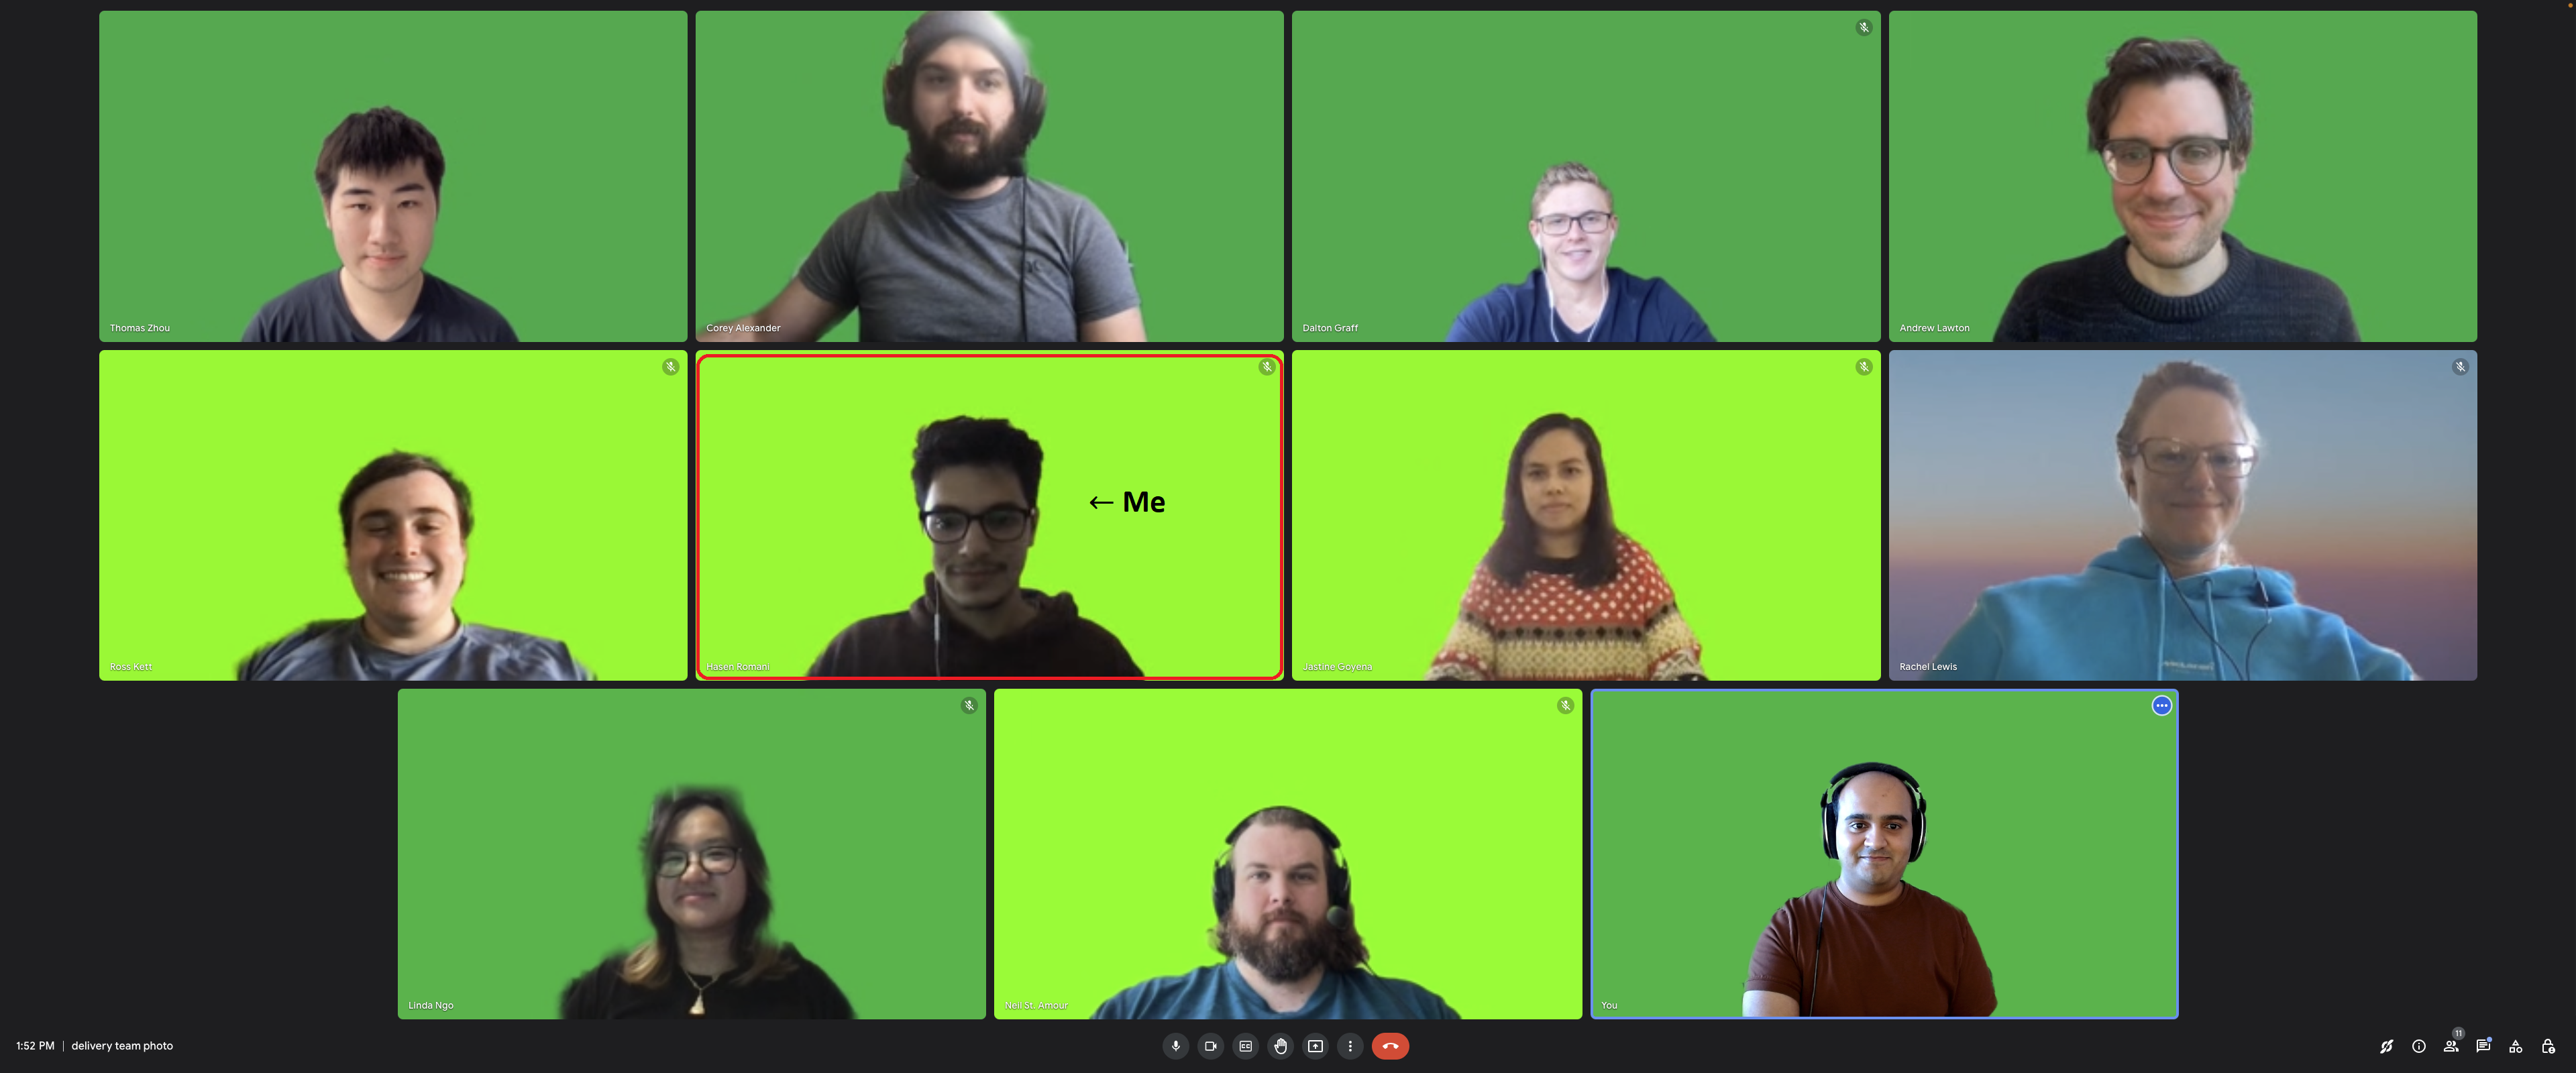 Thomas Zhou
Corey Alexander
Dalton Graff
Andrew Lawton
← Me
Ross Kett
Hasen Romani
Jastine Goyena
Rachel Lewis
Linda Ngo
Neil St. Amour
You
11
1:52 PM | delivery team photo